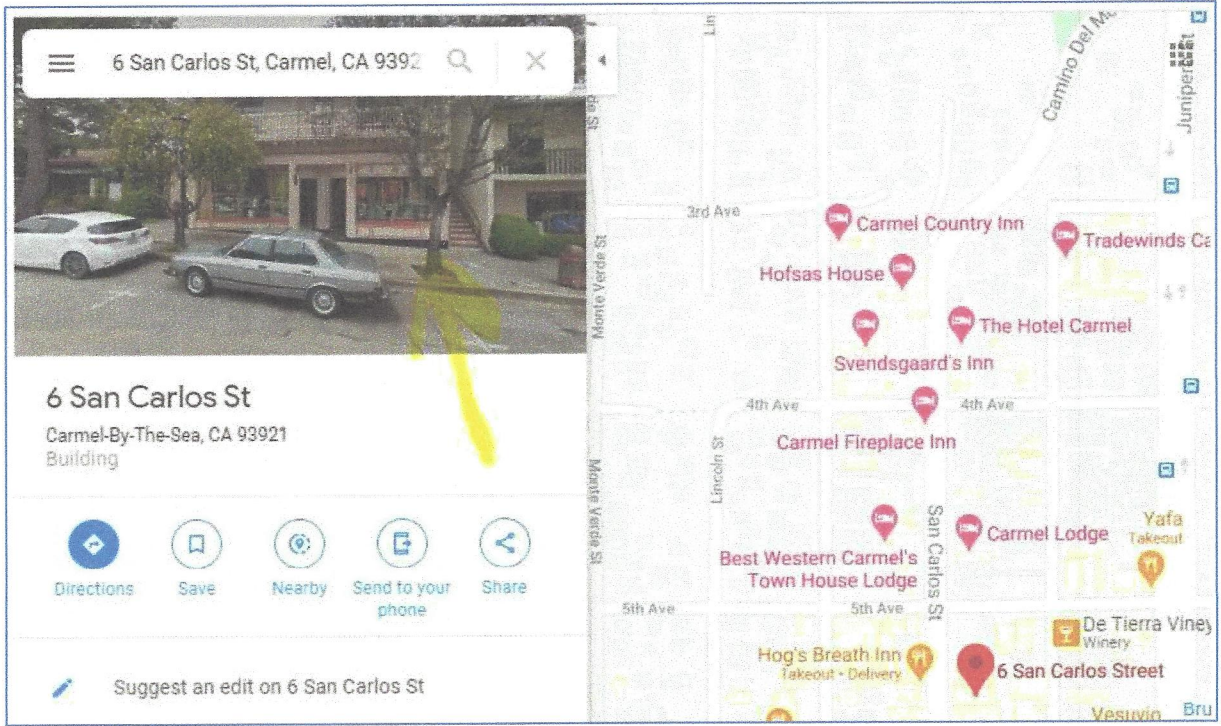 6 San Carlos St, Carmel, CA 9392
6 San Carlos St
Carmel-By-The-Sea, CA 93921
Building
Directions
Save
Nearby
Send to your
phone
Share
Suggest an edit on 6 San Carlos St
Lin
Camino Del
Juniper
de St
3rd Ave
Carmel Country Inn
Tradewinds Ca
Monte Verde St
Hofsas House
The Hotel Carmel
Svendsgaard's Inn
4th Ave
4th Ave
Carmel Fireplace Inn
Lincoln St
Monte Verde St
San Carlos St
Carmel Lodge
Yafa
Takeout
Best Western Carmel's
Town House Lodge
5th Ave
5th Ave
De Tierra Viney
Winery
Hog's Breath Inn
Takeout • Delivery
6 San Carlos Street
Vesuvio
Bru